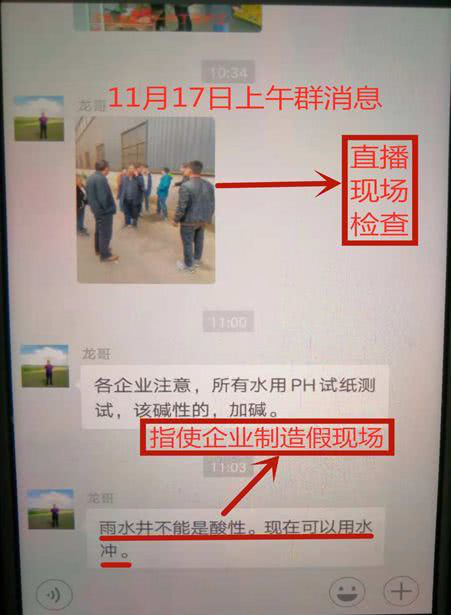 10:34
龙哥
11月17日上午群消息
直播
现场
检查
11:00
龙哥
各企业注意，所有水用PH试纸测
试，该碱性的，加碱。
指使企业制造假现场
11:03
龙哥
雨水井不能是酸性。现在可以用水
冲。